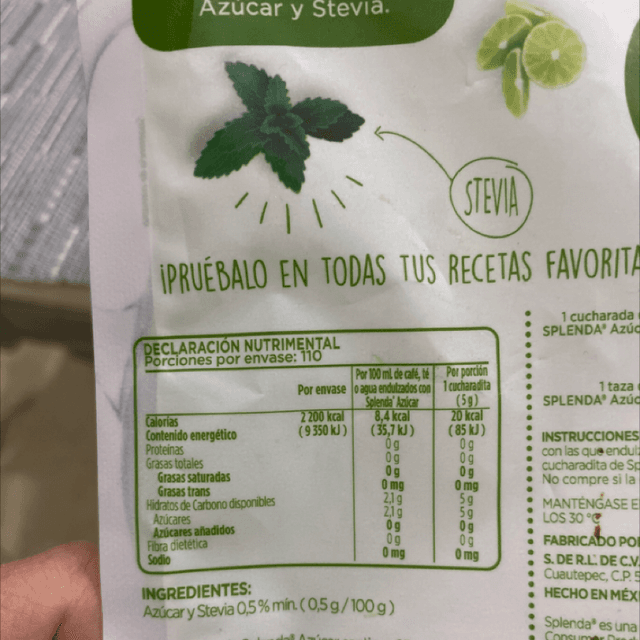 Azúcar y Stevia.
STEVIA
¡PRUÉBALO EN TODAS TUS RECETAS FAVORITA
DECLARACIÓN NUTRIMENTAL
porciones por envase: 110
Por envase
Por 100 mL de café, té
o agua endulzados con
Splenda® Azúcar
Por porción
1 cucharadita
(5 g)
Calorías 2 200 kcal 8,4 kcal 20 kcal
Contenido energético (9 350 kJ) (35,7 kJ) (85 kJ)
Proteínas 0 g 0 g
Grasas totales 0 g 0 g
Grasas saturadas 0 g 0 g
Grasas trans 0 mg 0 mg
Hidratos de Carbono disponibles 2,1 g 5 g
Azúcares 2,1 g 5 g
Azúcares añadidos 0 g 0 g
Fibra dietética 0 g 0 g
Sodio 0 mg 0 mg
INGREDIENTES:
Azúcar y Stevia 0,5 % min. ( 0,5 g / 100 g )
1 cucharada
SPLENDA® Azúc
1 taza
SPLENDA® Azúc
INSTRUCCIONES
con las que endul
cucharadita de Sp
No compre si la
MANTÉNGASE E
LOS 30 °
FABRICADO PO
S. DE R.L. DE C.V.
Cuautepec, C.P.
HECHO EN MÉXI
Splenda® es una